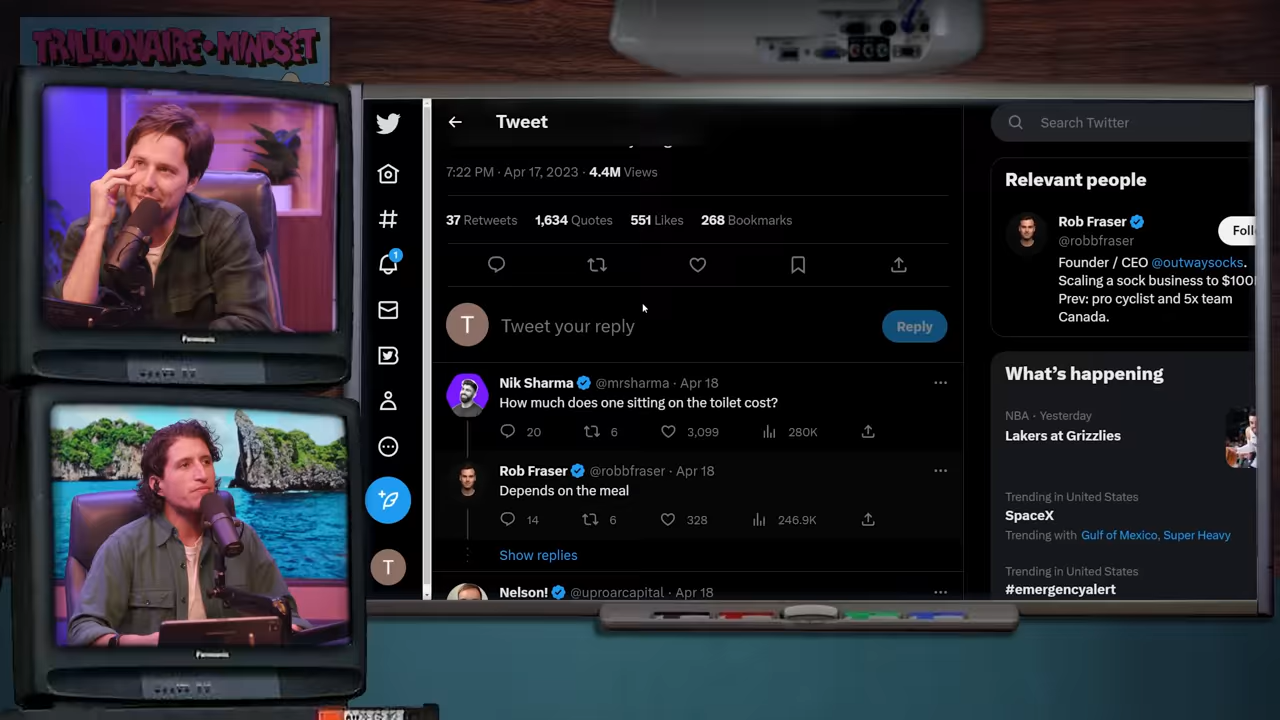 TRILLIONAIRE • MINDSET
Tweet
Search Twitter
7:22 PM · Apr 17, 2023 · 4.4M Views
37 Retweets 1,634 Quotes 551 Likes 268 Bookmarks
1
T
Tweet your reply
Reply
Nik Sharma @mrsharma · Apr 18
How much does one sitting on the toilet cost?
20 6 3,099 280K
Rob Fraser @robbfraser · Apr 18
Depends on the meal
14 6 328 246.9K
Show replies
Nelson! @uproarcapital · Apr 18
T
Relevant people
Rob Fraser
@robbfraser
Foll
Founder / CEO @outwaysocks.
Scaling a sock business to $100
Prev: pro cyclist and 5x team
Canada.
What's happening
NBA · Yesterday
Lakers at Grizzlies
Trending in United States
SpaceX
Trending with Gulf of Mexico, Super Heavy
Trending in United States
#emergencyalert
Panasonic
Panasonic